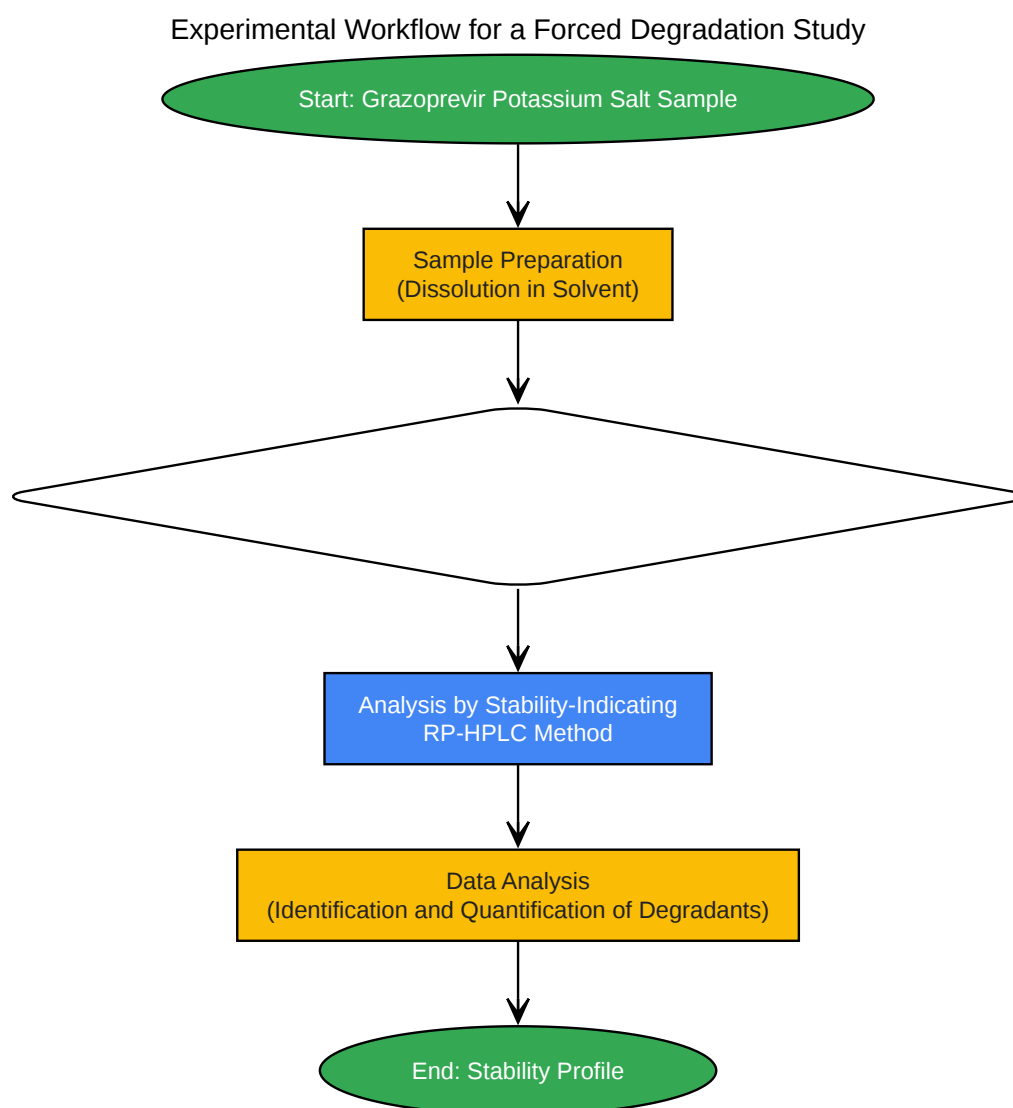 Experimental Workflow for a Forced Degradation Study
Start: Grazoprevir Potassium Salt Sample
Sample Preparation
(Dissolution in Solvent)
Analysis by Stability-Indicating
RP-HPLC Method
Data Analysis
(Identification and Quantification of Degradants)
End: Stability Profile